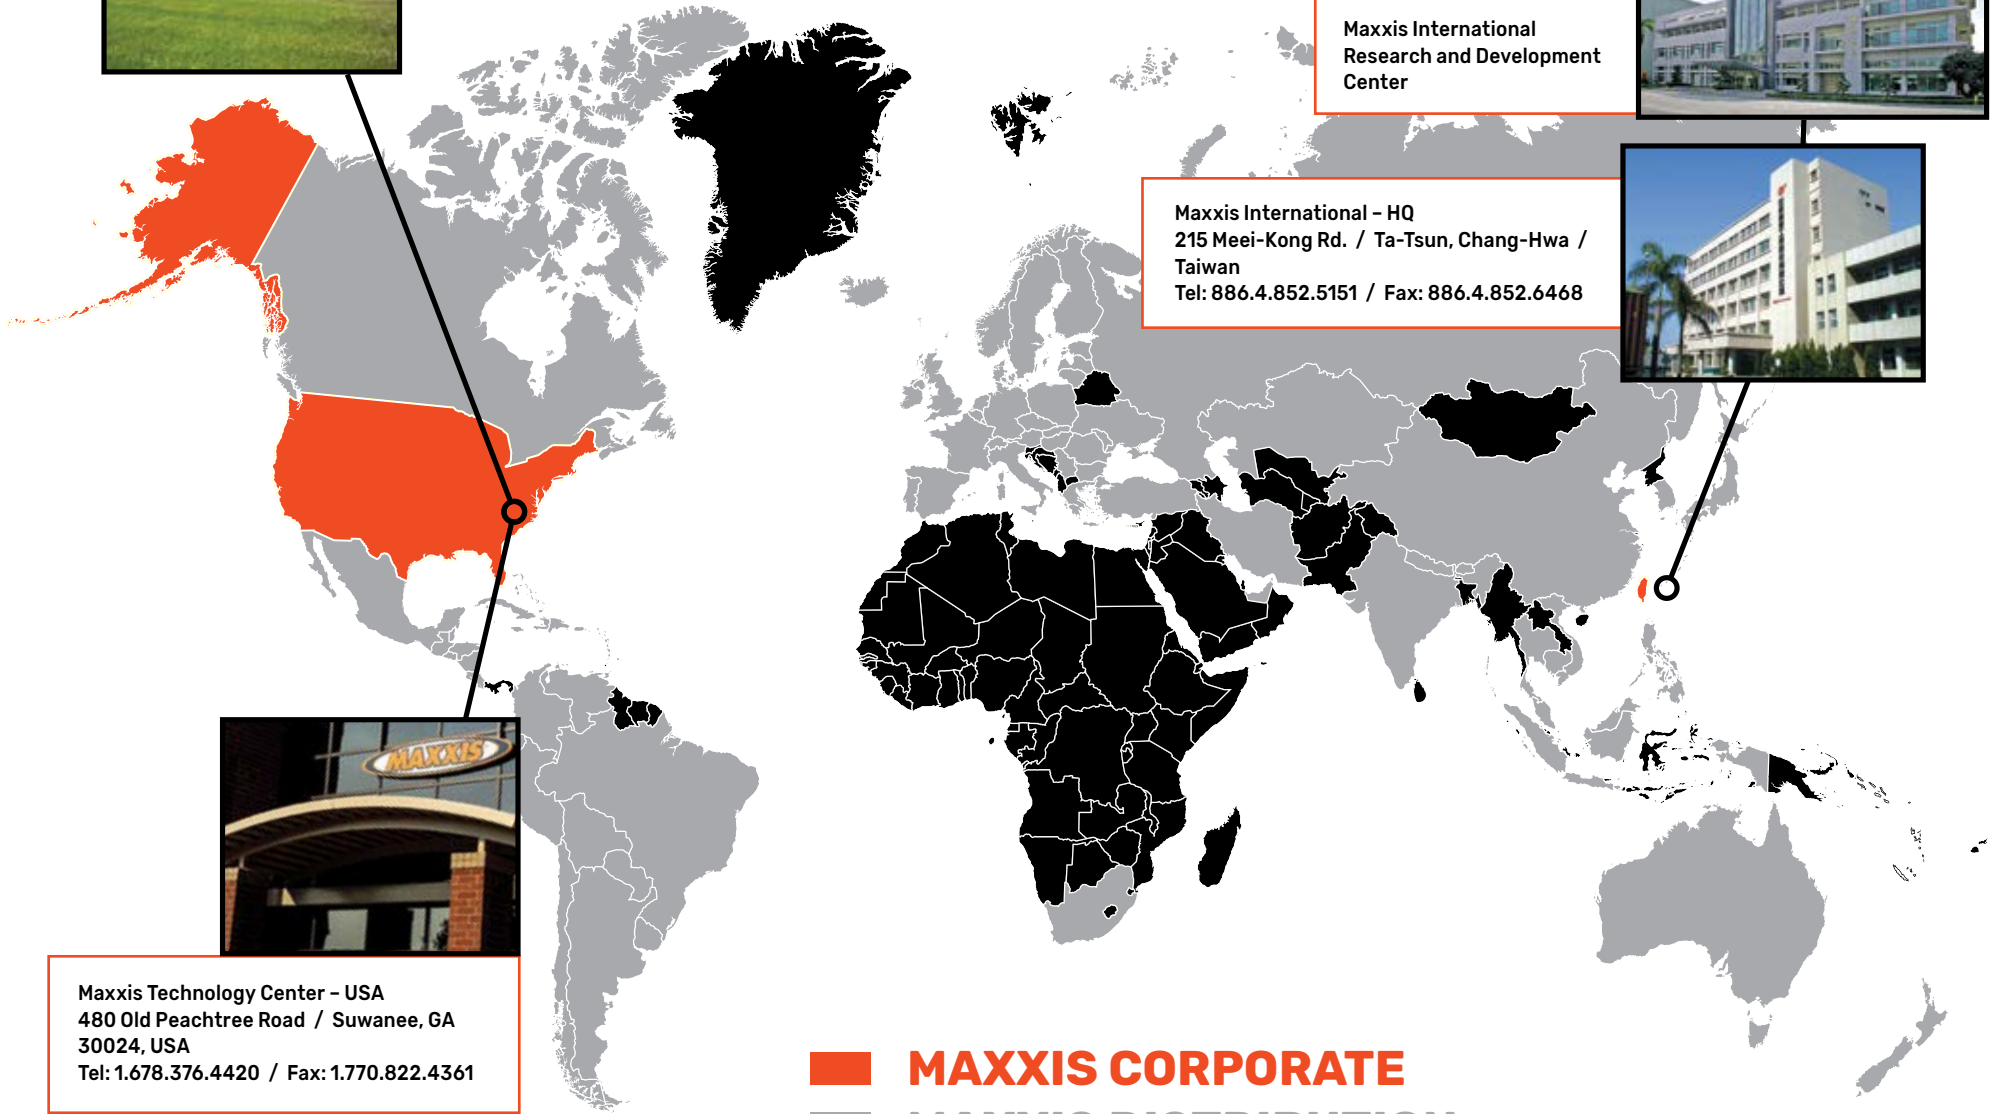 Maxxis International
Research and Development
Center
Maxxis International – HQ
215 Meei-Kong Rd. / Ta-Tsun, Chang-Hwa /
Taiwan
Tel: 886.4.852.5151 / Fax: 886.4.852.6468
MAXXIS
Maxxis Technology Center – USA
480 Old Peachtree Road / Suwanee, GA
30024, USA
Tel: 1.678.376.4420 / Fax: 1.770.822.4361
MAXXIS CORPORATE
MAXXIS DISTRIBUTION